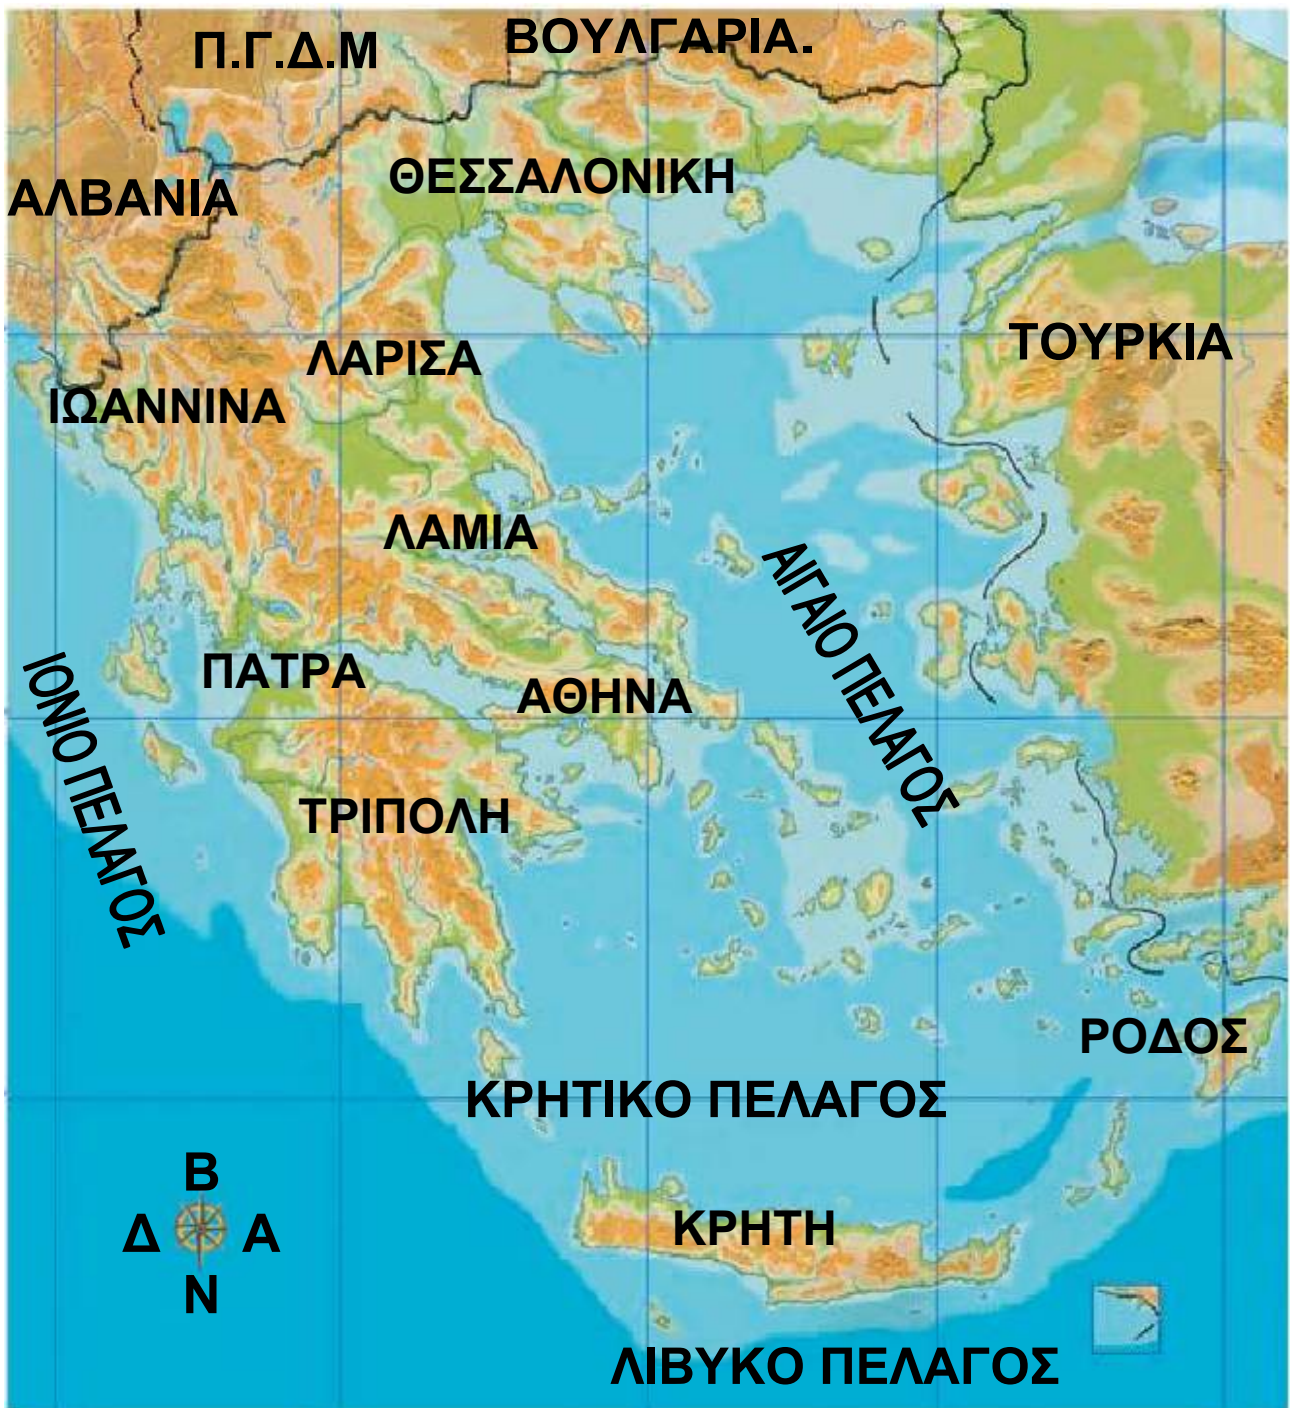 Π.Γ.Δ.Μ
ΒΟΥΛΓΑΡΙΑ.
ΑΛΒΑΝΙΑ
ΘΕΣΣΑΛΟΝΙΚΗ
ΛΑΡΙΣΑ
ΤΟΥΡΚΙΑ
ΙΩΑΝΝΙΝΑ
ΛΑΜΙΑ
ΑΙΓΑΙΟ ΠΕΛΑΓΟΣ
ΙΟΝΙΟ ΠΕΛΑΓΟΣ
ΠΑΤΡΑ
ΑΘΗΝΑ
ΤΡΙΠΟΛΗ
ΡΟΔΟΣ
ΚΡΗΤΙΚΟ ΠΕΛΑΓΟΣ
Β
Δ Α
Ν
ΚΡΗΤΗ
ΛΙΒΥΚΟ ΠΕΛΑΓΟΣ